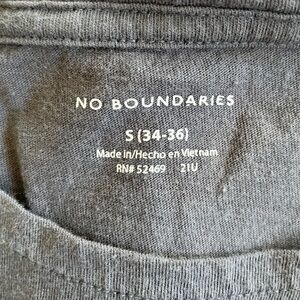 NO BOUNDARIES
S (34-36)
Made in/Hecho en Vietnam
RN# 52469 21U